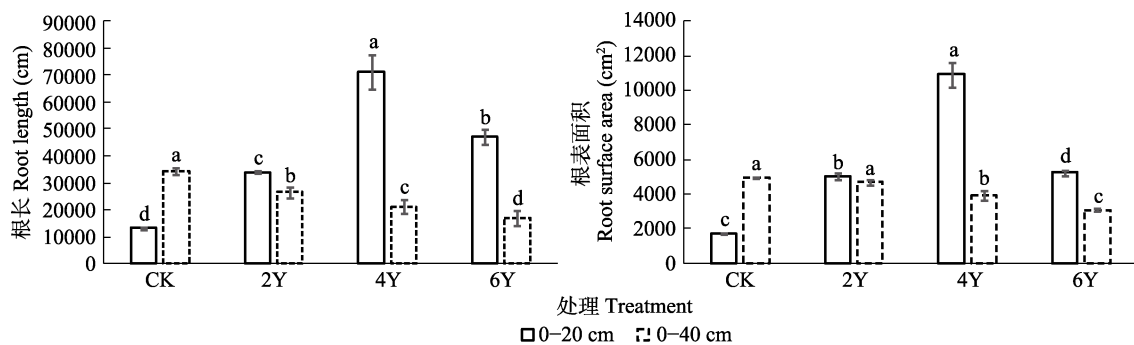 根长 Root length (cm)
90000
80000
70000
60000
50000
40000
30000
20000
10000
0
d
a
c
b
a
c
b
d
CK
2Y
4Y
6Y
根表面积
Root surface area (cm²)
14000
12000
10000
8000
6000
4000
2000
0
c
a
b
a
a
b
d
c
CK
2Y
4Y
6Y
处理 Treatment
0−20 cm
0−40 cm